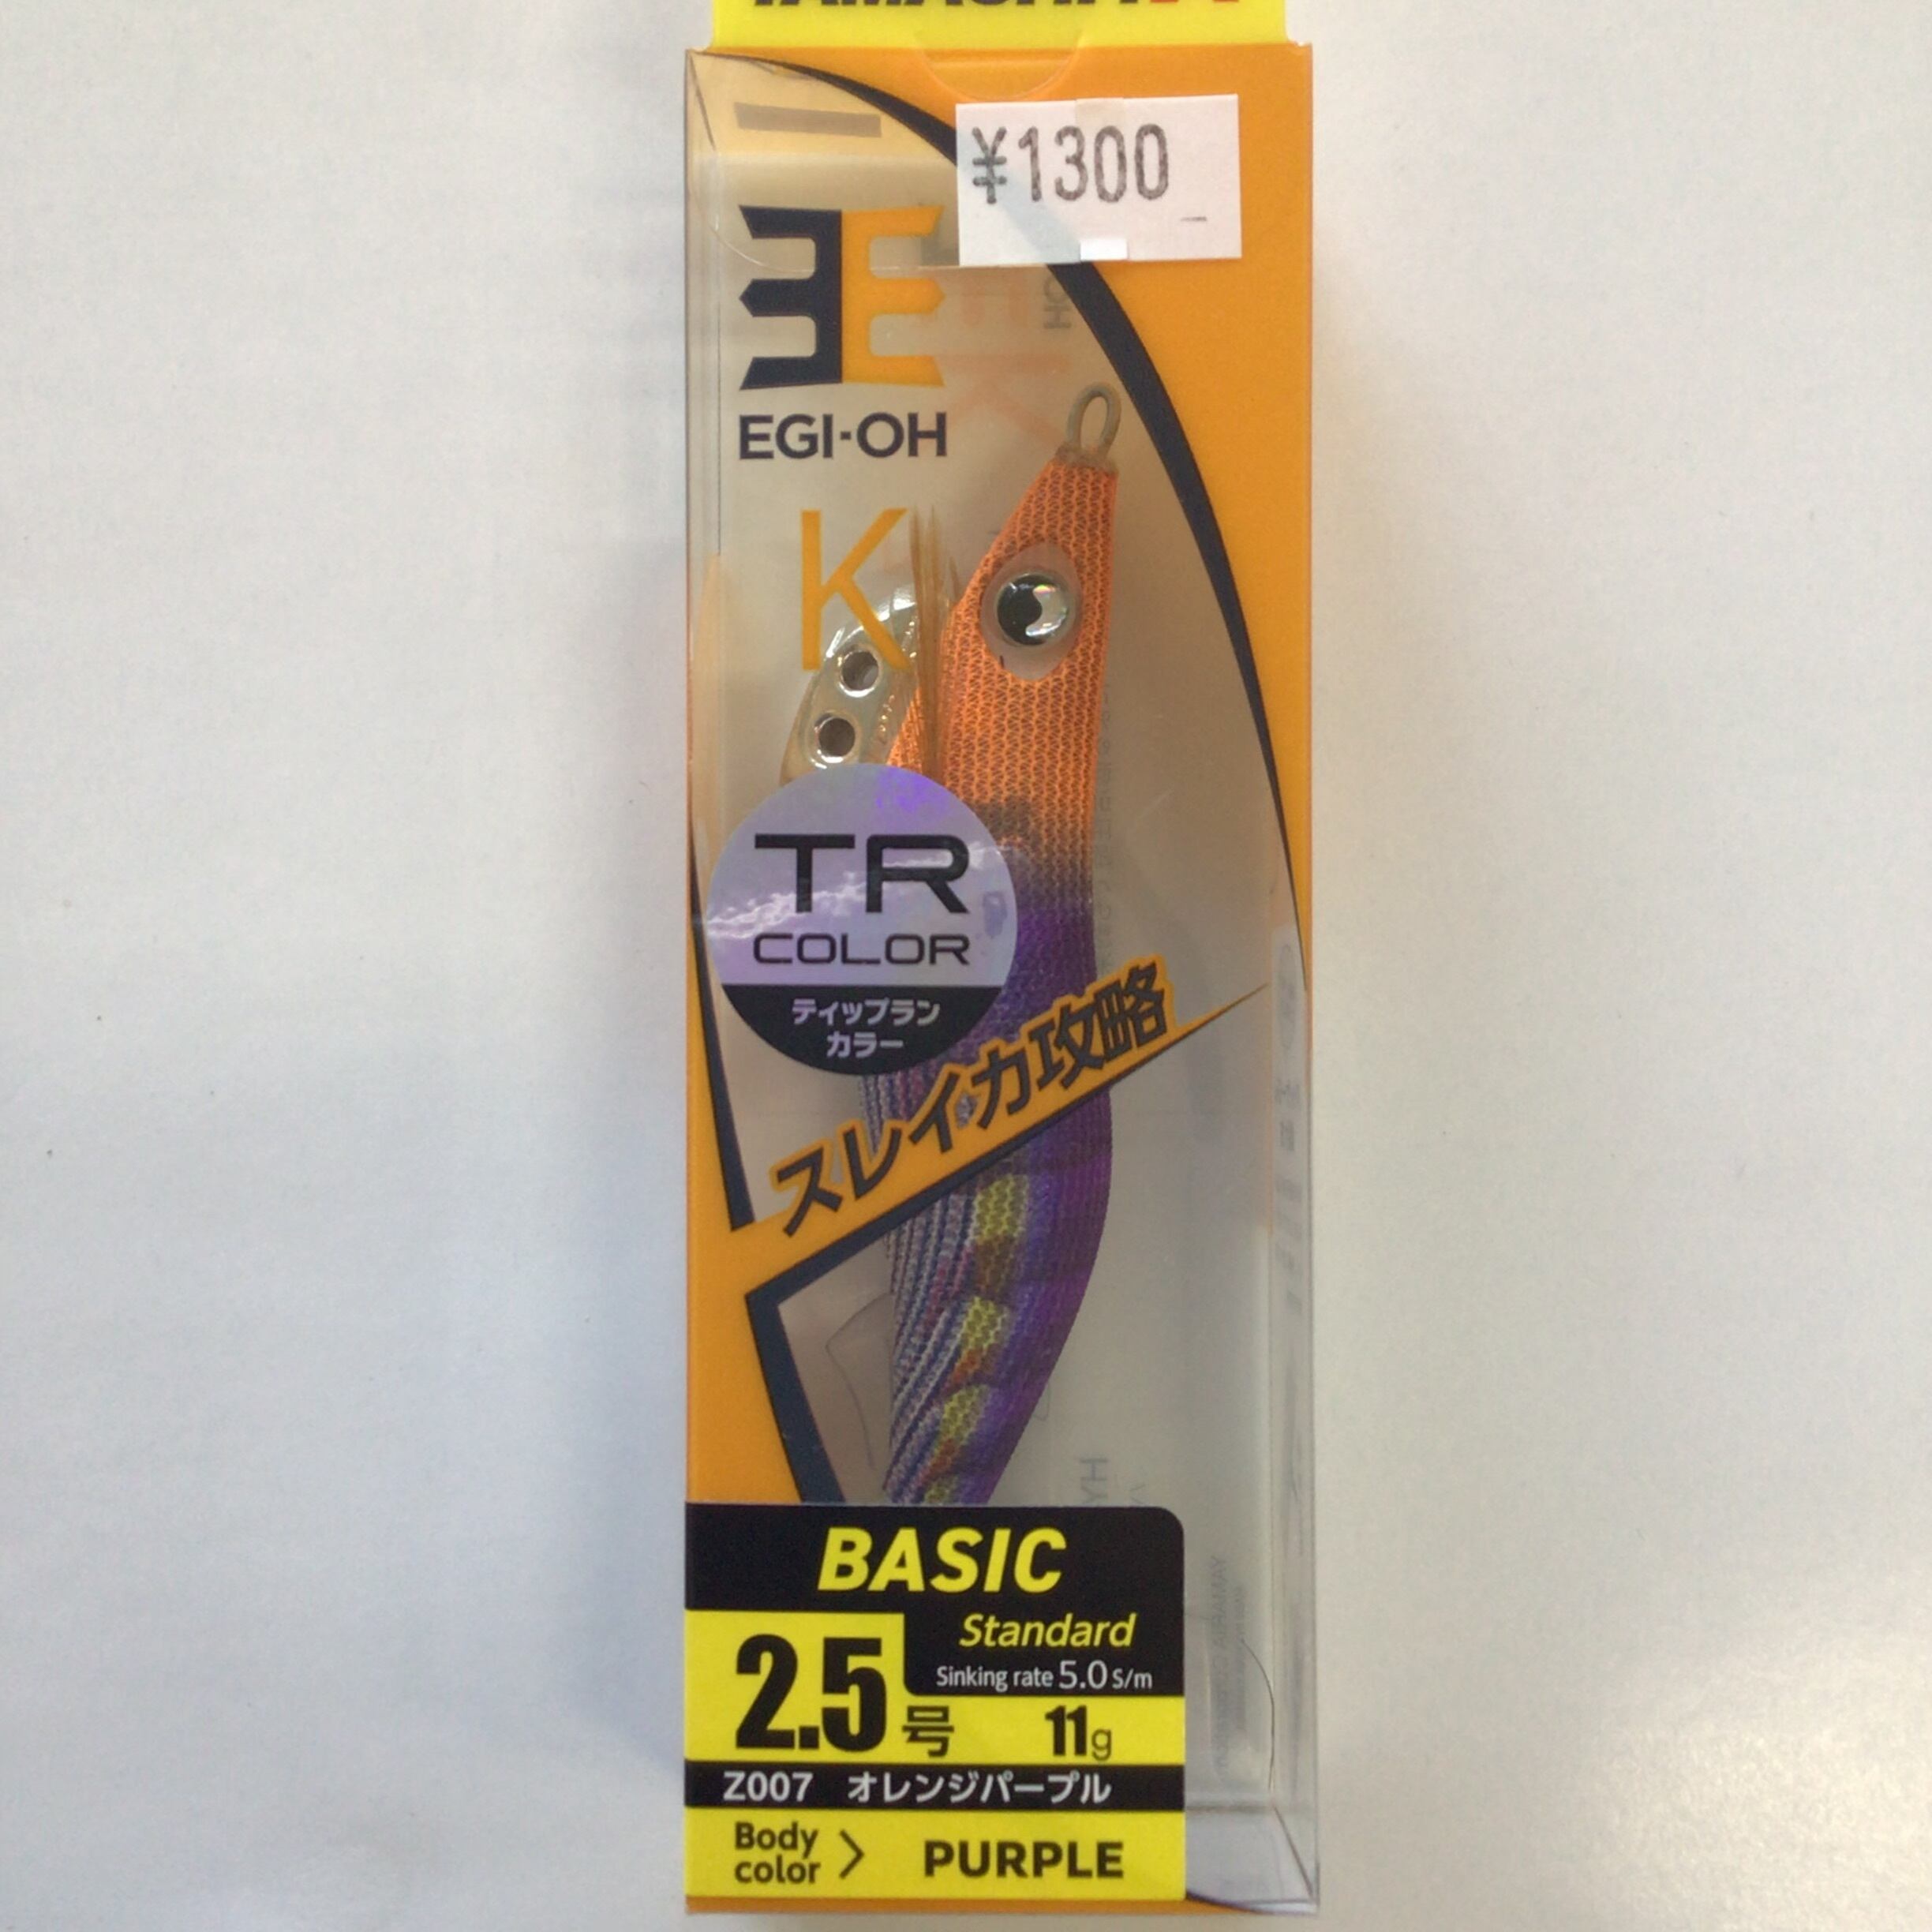 YAMASHITA
¥1300
EGI-OH
K
TR
COLOR
ティップラン
カラー
スレイカ攻略
BASIC
Standard
Sinking rate 5.0 S/m
2.5号 11g
Z007 オレンジパープル
Body
color > PURPLE